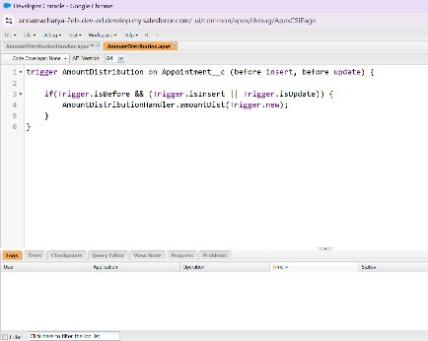 Developer Console - Google Chrome
annamacharya-2eb-dev-ed.develop.my.salesforce.com/_ui/common/apex/debug/ApexCSIPage
File Edit Debug Test Workspace Help < >
AmountDistributionHandler.apxc AmountDistribution.apxt
Code Coverage: None API Version: 64
1 trigger AmountDistribution on Appointment__c (before insert, before update) {
2
3 if(Trigger.isBefore && (Trigger.isInsert || Trigger.isUpdate)) {
4 AmountDistributionHandler.amountDist(Trigger.new);
5 }
6 }
Logs Tests Checkpoints Query Editor View State Progress Problems
User Application Operation Time Status
Filter Click here to filter the log list